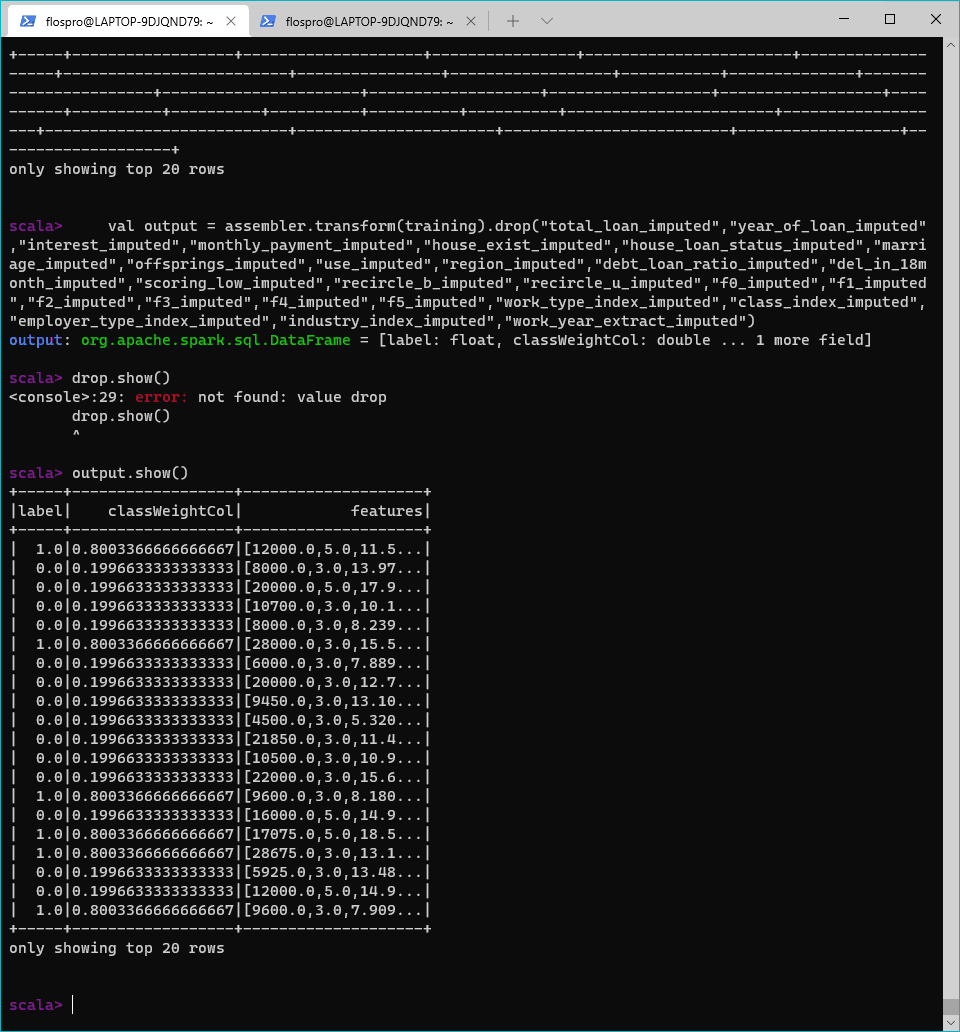 flospro@LAPTOP-9DJQND79: ~
flospro@LAPTOP-9DJQND79: ~
+-----+------------------+--------------------+----------------+-----------------------+--------------
-----+-------------------------+----------------+------------------+-----------+--------------+-------
----------------+----------------------+-------------------+------------------+------------------+----
------+----------+----------+----------+----------+----------+-----------------------+----------------
---+---------------------------+----------------------+-------------------------+------------------+--
------------------+
only showing top 20 rows
scala>     val output = assembler.transform(training).drop("total_loan_imputed","year_of_loan_imputed"
,"interest_imputed","monthly_payment_imputed","house_exist_imputed","house_loan_status_imputed","marri
age_imputed","offsprings_imputed","use_imputed","region_imputed","debt_loan_ratio_imputed","del_in_18m
onth_imputed","scoring_low_imputed","recircle_b_imputed","recircle_u_imputed","f0_imputed","f1_imputed
","f2_imputed","f3_imputed","f4_imputed","f5_imputed","work_type_index_imputed","class_index_imputed",
"employer_type_index_imputed","industry_index_imputed","work_year_extract_imputed")
output: org.apache.spark.sql.DataFrame = [label: float, classWeightCol: double ... 1 more field]
scala> drop.show()
<console>:29: error: not found: value drop
       drop.show()
       ^
scala> output.show()
+-----+------------------+--------------------+
|label|    classWeightCol|            features|
+-----+------------------+--------------------+
|  1.0|0.8003366666666667|[12000.0,5.0,11.5...|
|  0.0|0.1996633333333333|[8000.0,3.0,13.97...|
|  0.0|0.1996633333333333|[20000.0,5.0,17.9...|
|  0.0|0.1996633333333333|[10700.0,3.0,10.1...|
|  0.0|0.1996633333333333|[8000.0,3.0,8.239...|
|  1.0|0.8003366666666667|[28000.0,3.0,15.5...|
|  0.0|0.1996633333333333|[6000.0,3.0,7.889...|
|  0.0|0.1996633333333333|[20000.0,3.0,12.7...|
|  0.0|0.1996633333333333|[9450.0,3.0,13.10...|
|  0.0|0.1996633333333333|[4500.0,3.0,5.320...|
|  0.0|0.1996633333333333|[21850.0,3.0,11.4...|
|  0.0|0.1996633333333333|[10500.0,3.0,10.9...|
|  0.0|0.1996633333333333|[22000.0,3.0,15.6...|
|  1.0|0.8003366666666667|[9600.0,3.0,8.180...|
|  0.0|0.1996633333333333|[16000.0,5.0,14.9...|
|  1.0|0.8003366666666667|[17075.0,5.0,18.5...|
|  1.0|0.8003366666666667|[28675.0,3.0,13.1...|
|  0.0|0.1996633333333333|[5925.0,3.0,13.48...|
|  0.0|0.1996633333333333|[12000.0,5.0,14.9...|
|  1.0|0.8003366666666667|[9600.0,3.0,7.909...|
+-----+------------------+--------------------+
only showing top 20 rows
scala>